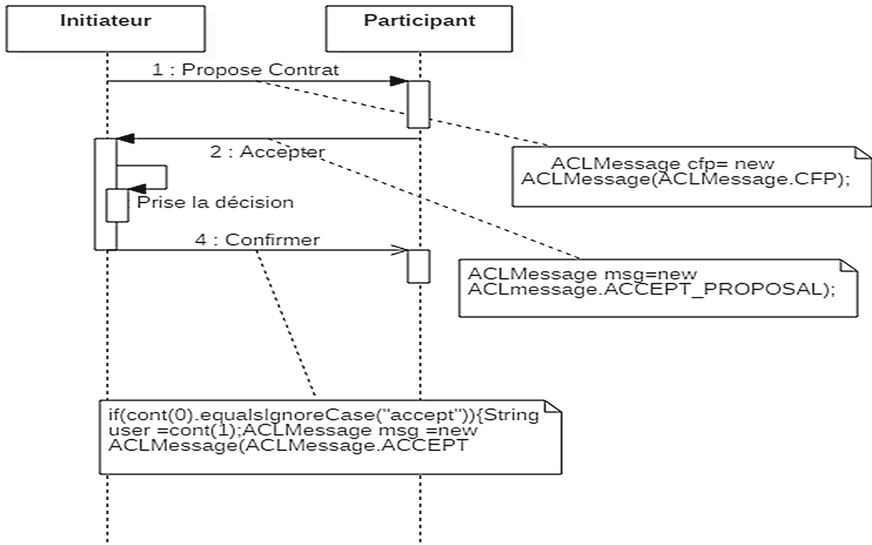 Initiateur
Participant
1 : Propose Contrat
2 : Accepter
ACLMessage cfp= new
ACLMessage(ACLMessage.CFP);
Prise la décision
4 : Confirmer
ACLMessage msg=new
ACLmessage.ACCEPT_PROPOSAL);
if(cont(0).equalsIgnoreCase("accept")){String
user =cont(1);ACLMessage msg =new
ACLMessage(ACLMessage.ACCEPT